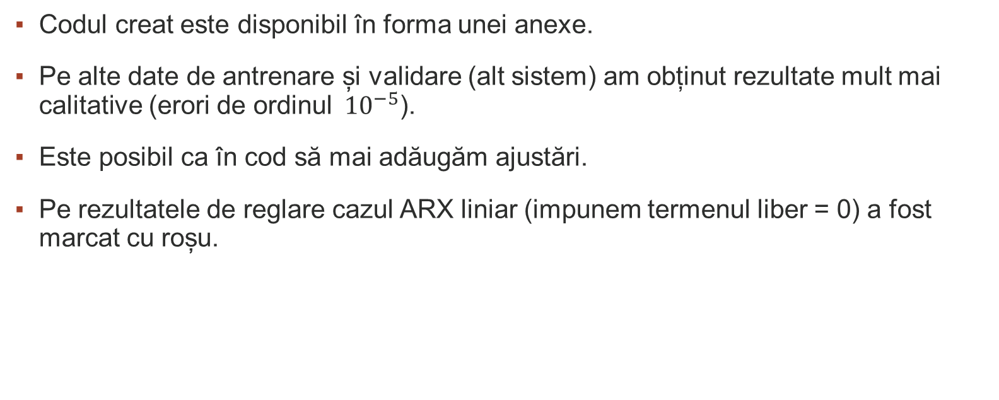 ▪ Codul creat este disponibil în forma unei anexe.
▪ Pe alte date de antrenare și validare (alt sistem) am obținut rezultate mult mai
calitative (erori de ordinul 10⁻⁵).
▪ Este posibil ca în cod să mai adăugăm ajustări.
▪ Pe rezultatele de reglare cazul ARX liniar (impunem termenul liber = 0) a fost
marcat cu roșu.